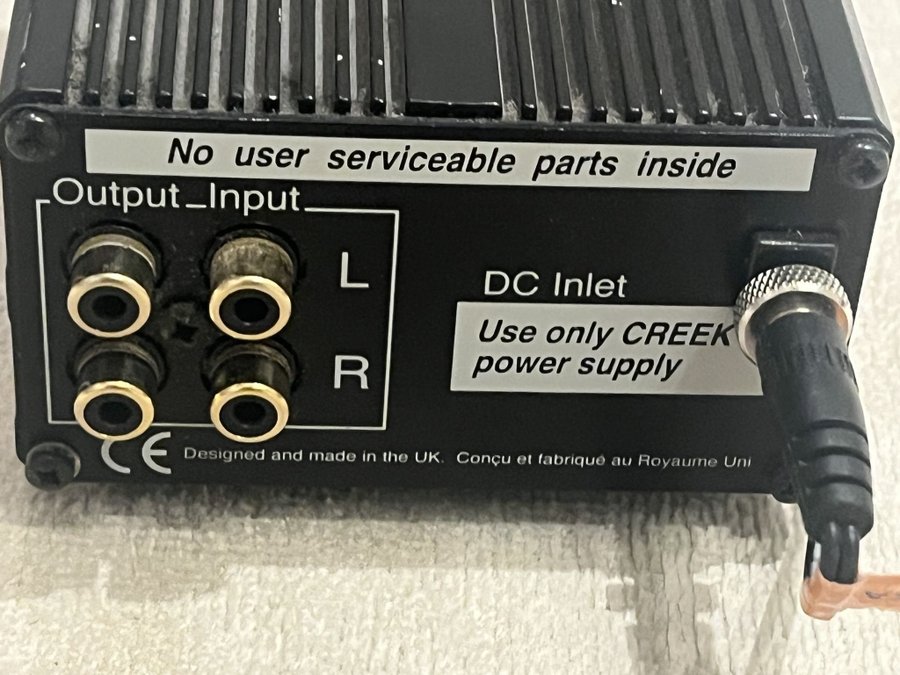 No user serviceable parts inside
Output Input
L
DC Inlet
Use only CREEK
power supply
R
CE Designed and made in the UK. Conçu et fabriqué au Royaume Uni